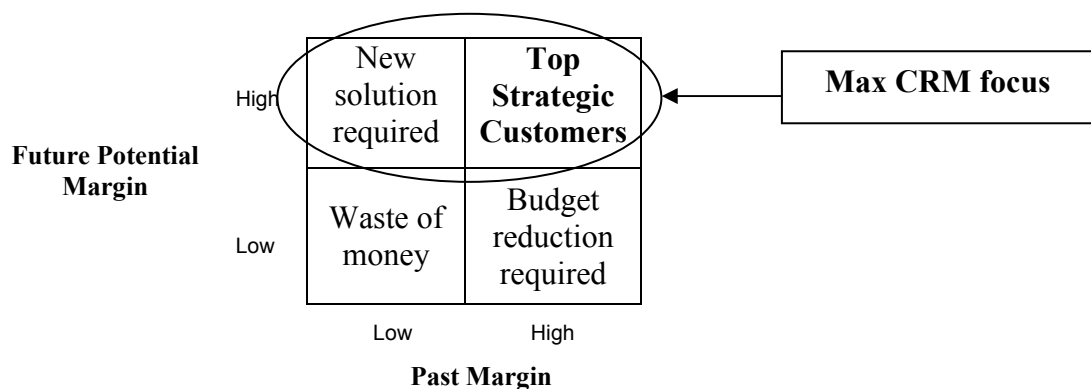 New
solution
required
Top
Strategic
Customers
Max CRM focus
High
Future Potential
Margin
Waste of
money
Budget
reduction
required
Low
Low
High
Past Margin